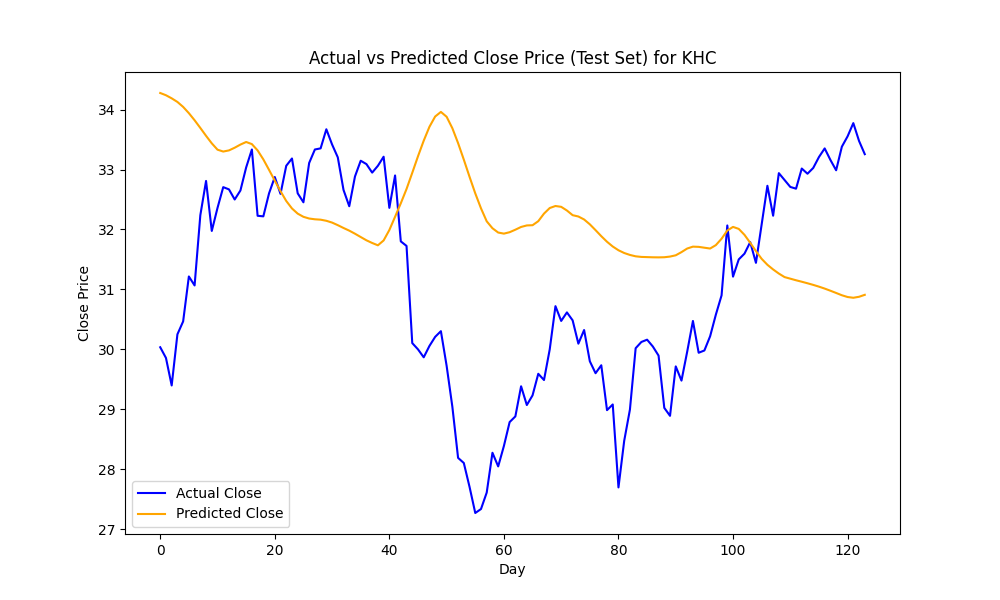 Actual vs Predicted Close Price (Test Set) for KHC
Close Price
34
33
32
31
30
29
28
27
Actual Close
Predicted Close
0 20 40 60 80 100 120
Day